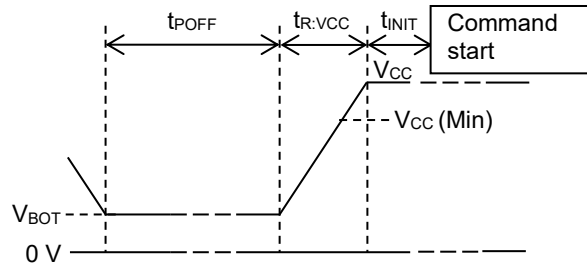 tPOFF
tR:VCC
tINIT
Command
start
VCC
VCC (Min)
VBOT
0 V